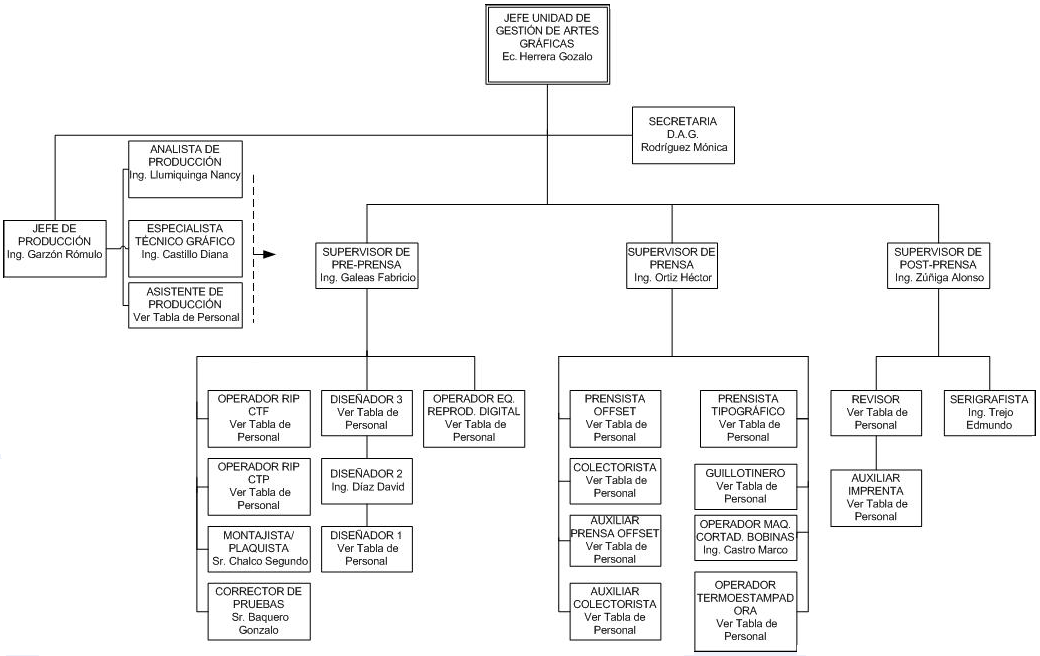 JEFE UNIDAD DE
GESTIÓN DE ARTES
GRÁFICAS
Ec. Herrera Gozalo
SECRETARIA
D.A.G.
Rodríguez Mónica
ANALISTA DE
PRODUCCIÓN
Ing. Llumiquinga Nancy
JEFE DE
PRODUCCIÓN
Ing. Garzón Rómulo
ESPECIALISTA
TÉCNICO GRÁFICO
Ing. Castillo Diana
ASISTENTE DE
PRODUCCIÓN
Ver Tabla de Personal
SUPERVISOR DE
PRE-PRENSA
Ing. Galeas Fabricio
SUPERVISOR DE
PRENSA
Ing. Ortiz Héctor
SUPERVISOR DE
POST-PRENSA
Ing. Zúñiga Alonso
OPERADOR RIP
CTF
Ver Tabla de
Personal
OPERADOR RIP
CTP
Ver Tabla de
Personal
MONTAJISTA/
PLAQUISTA
Sr. Chalco Segundo
CORRECTOR DE
PRUEBAS
Sr. Baquero
Gonzalo
DISEÑADOR 3
Ver Tabla de
Personal
DISEÑADOR 2
Ing. Díaz David
DISEÑADOR 1
Ver Tabla de
Personal
OPERADOR EQ.
REPROD. DIGITAL
Ver Tabla de
Personal
PRENSISTA
OFFSET
Ver Tabla de
Personal
COLECTORISTA
Ver Tabla de
Personal
AUXILIAR
PRENSA OFFSET
Ver Tabla de
Personal
AUXILIAR
COLECTORISTA
Ver Tabla de
Personal
PRENSISTA
TIPOGRÁFICO
Ver Tabla de
Personal
GUILLOTINERO
Ver Tabla de
Personal
OPERADOR MAQ.
CORTAD. BOBINAS
Ing. Castro Marco
OPERADOR
TERMOESTAMPAD
ORA
Ver Tabla de
Personal
REVISOR
Ver Tabla de
Personal
AUXILIAR
IMPRENTA
Ver Tabla de
Personal
SERIGRAFISTA
Ing. Trejo
Edmundo